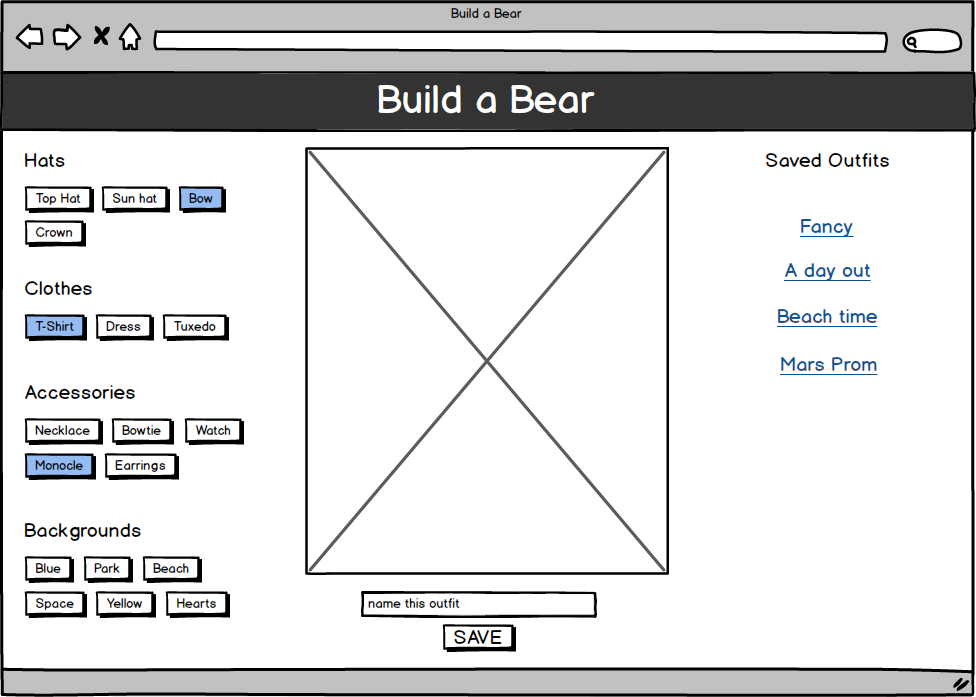 Build a Bear
Build a Bear
Hats
Top Hat Sun hat Bow
Crown
Clothes
T-Shirt Dress Tuxedo
Accessories
Necklace Bowtie Watch
Monocle Earrings
Backgrounds
Blue Park Beach
Space Yellow Hearts
name this outfit
SAVE
Saved Outfits
Fancy
A day out
Beach time
Mars Prom